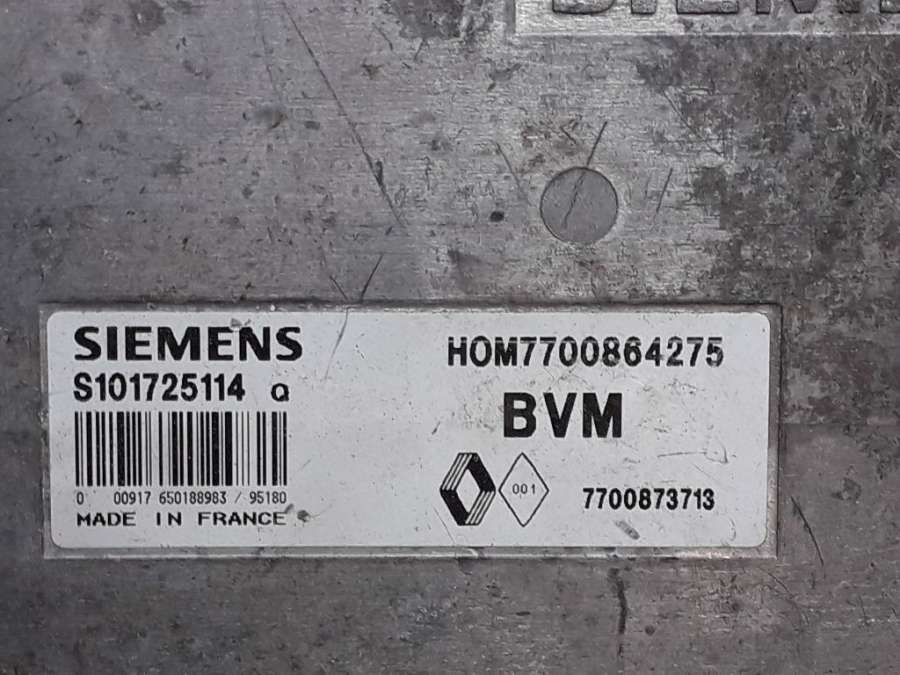 SIEMENS
S101725114 Q
0 00917 650188983 / 95180
MADE IN FRANCE
HOM7700864275
BVM
001
7700873713